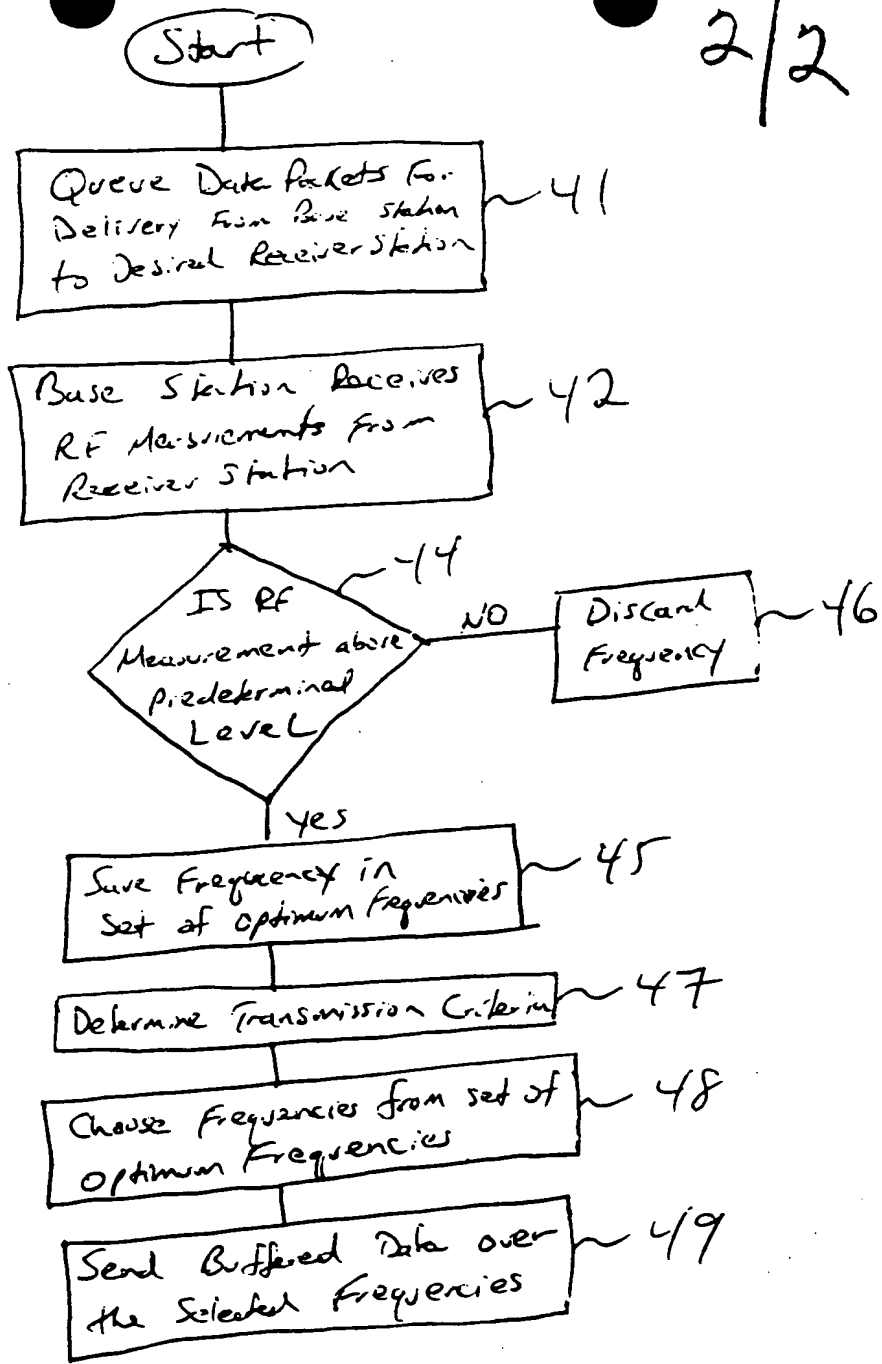 2/2
Start
Queue Data Packets For
Delivery From Base Station
to Desired Receiver Station
41
Base Station Receives
RF Measurements From
Receiver Station
42
IS RF
Measurement above
Predetermined
Level
44
NO
Discard
Frequency
46
yes
Save Frequency in
Set of Optimum Frequencies
45
Determine Transmission Criteria
47
Choose Frequencies from set of
Optimum Frequencies
48
Send Buffered Data over
the Selected Frequencies
49